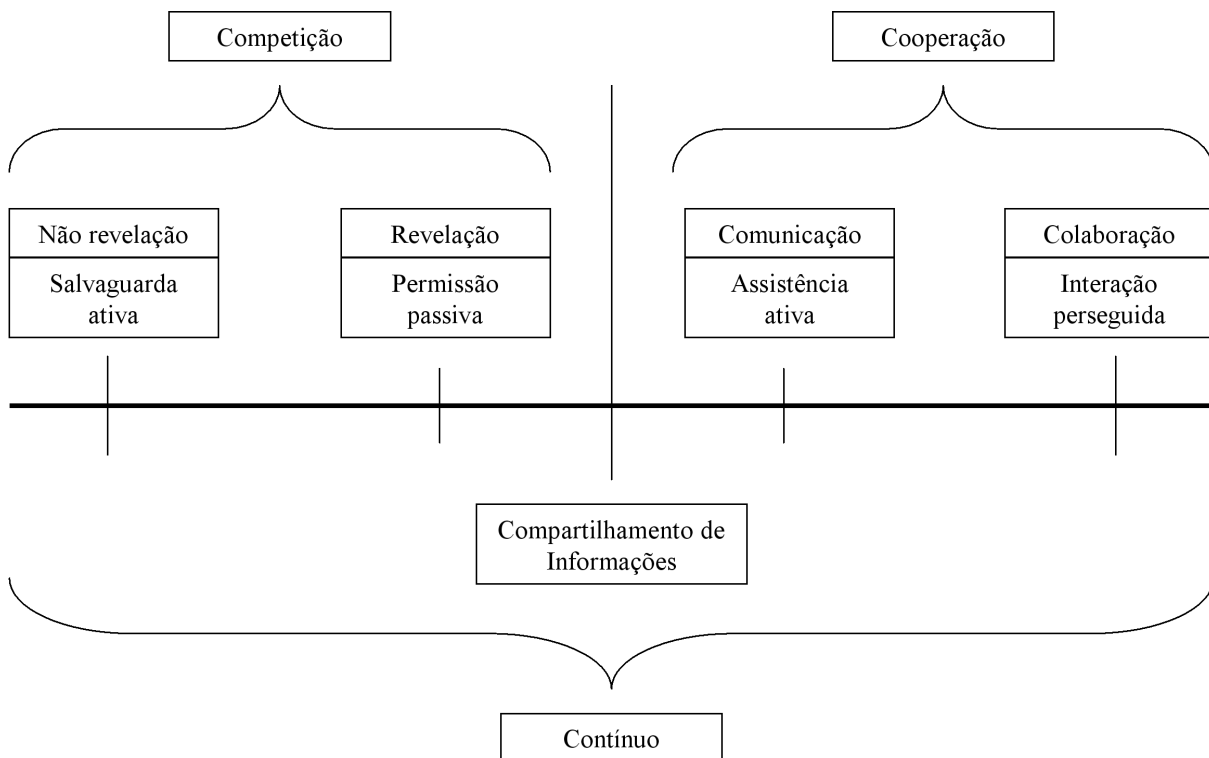 Competição
Cooperação
Não revelação
Salvaguarda
ativa
Revelação
Permissão
passiva
Comunicação
Assistência
ativa
Colaboração
Interação
perseguida
Compartilhamento de
Informações
Contínuo